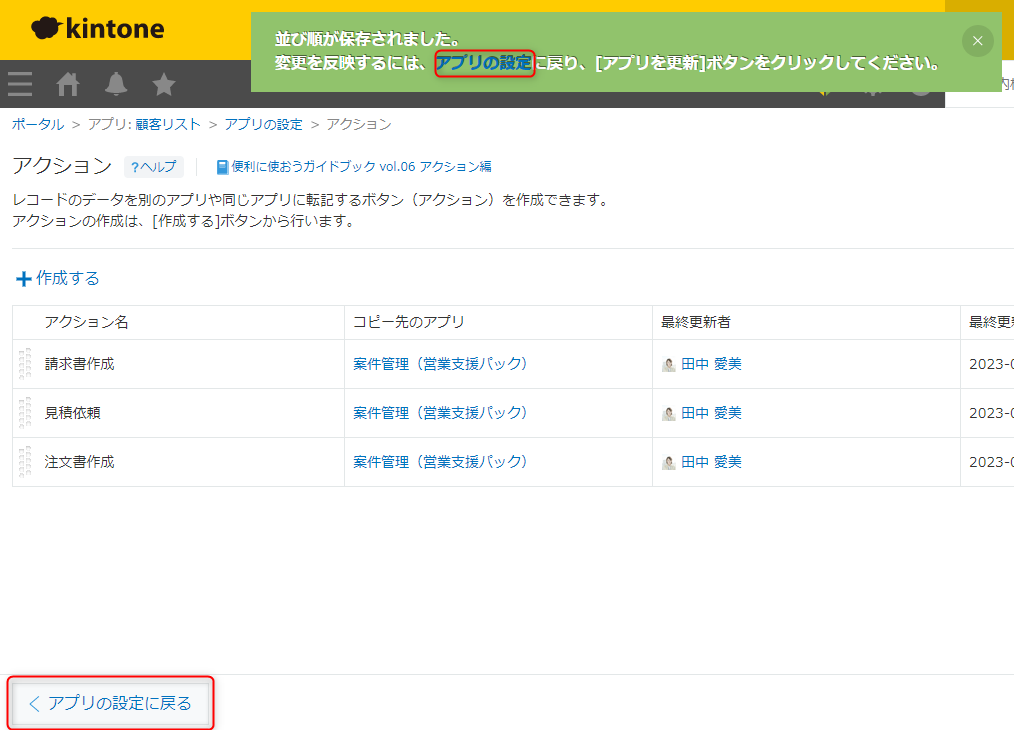 kintone
並び順が保存されました。
変更を反映するには、アプリの設定に戻り、[アプリを更新]ボタンをクリックしてください。
ポータル > アプリ: 顧客リスト > アプリの設定 > アクション
アクション ?ヘルプ 便利に使おうガイドブック vol.06 アクション編
レコードのデータを別のアプリや同じアプリに転記するボタン（アクション）を作成できます。
アクションの作成は、[作成する]ボタンから行います。
作成する
アクション名 コピー先のアプリ 最終更新者 最終更
請求書作成 案件管理（営業支援パック） 田中 愛美 2023-0
見積依頼 案件管理（営業支援パック） 田中 愛美 2023-0
注文書作成 案件管理（営業支援パック） 田中 愛美 2023-0
アプリの設定に戻る